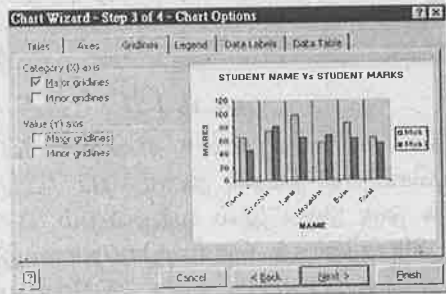 Chart Wizard - Step 3 of 4 - Chart Options
Titles Axes Gridlines Legend Data Labels Data Table
Category (X) axis
Major gridlines
Minor gridlines
Value (Y) axis
Major gridlines
Minor gridlines
STUDENT NAME Vs STUDENT MARKS
MARKS
120
100
80
60
40
20
0
NAME
Cancel < Back Next > Finish